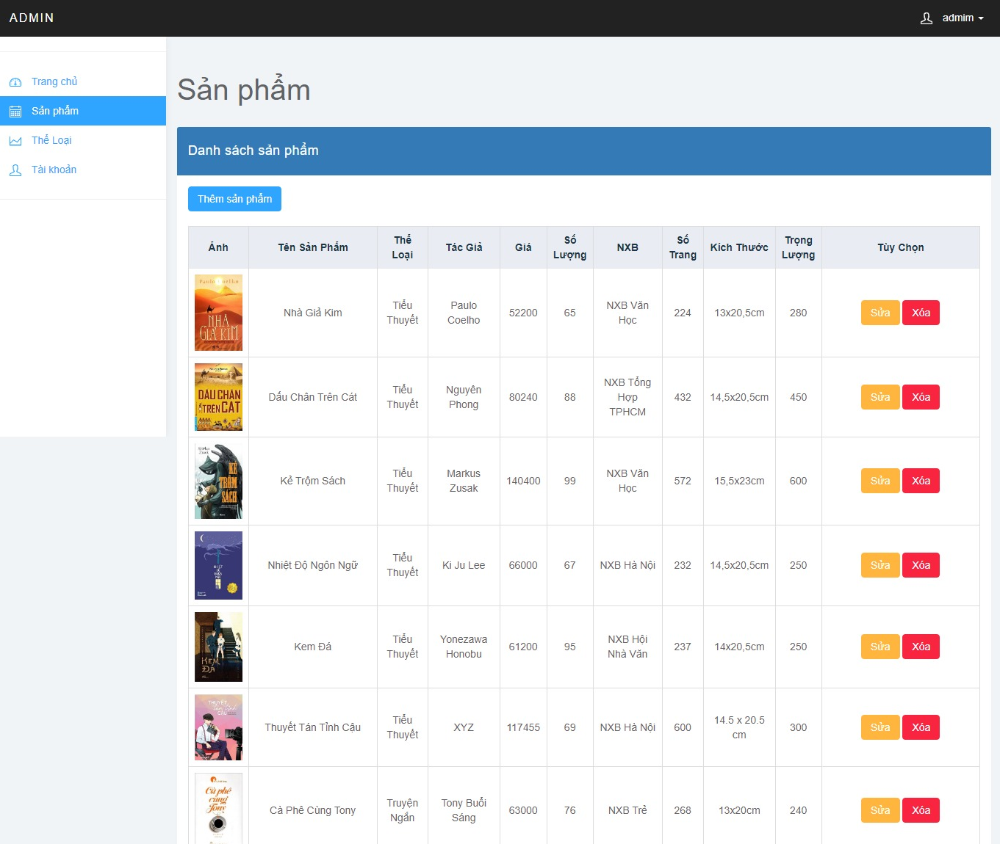 ADMIN
admim
Trang chủ
Sản phẩm
Thể Loại
Tài khoản
Sản phẩm
Danh sách sản phẩm
Thêm sản phẩm
Ảnh
Tên Sản Phẩm
Thể
Loại
Tác Giả
Giá
Số
Lượng
NXB
Số
Trang
Kích Thước
Trọng
Lượng
Tùy Chọn
Paulo Coelho
NHÀ
GIẢ KIM
Nhà Giả Kim
Tiểu
Thuyết
Paulo
Coelho
52200
65
NXB Văn
Học
224
13x20,5cm
280
Sửa
Xóa
DẤU CHÂN
TRÊN CÁT
Dấu Chân Trên Cát
Tiểu
Thuyết
Nguyên
Phong
80240
88
NXB Tổng
Hợp
TPHCM
432
14,5x20,5cm
450
Sửa
Xóa
Markus
Zusak
KẺ
TRỘM
SÁCH
Kẻ Trộm Sách
Tiểu
Thuyết
Markus
Zusak
140400
99
NXB Văn
Học
572
15,5x23cm
600
Sửa
Xóa
Nhiệt Độ Ngôn Ngữ
Tiểu
Thuyết
Ki Ju Lee
66000
67
NXB Hà Nội
232
14,5x20,5cm
250
Sửa
Xóa
KEM
ĐÁ
Kem Đá
Tiểu
Thuyết
Yonezawa
Honobu
61200
95
NXB Hội
Nhà Văn
237
14x20,5cm
250
Sửa
Xóa
THUYẾT
tán tỉnh
CẬU
Thuyết Tán Tỉnh Cậu
Tiểu
Thuyết
XYZ
117455
69
NXB Hà Nội
600
14.5 x 20.5
cm
300
Sửa
Xóa
Cà phê
cùng
Tony
Cà Phê Cùng Tony
Truyện
Ngắn
Tony Buổi
Sáng
63000
76
NXB Trẻ
268
13x20cm
240
Sửa
Xóa